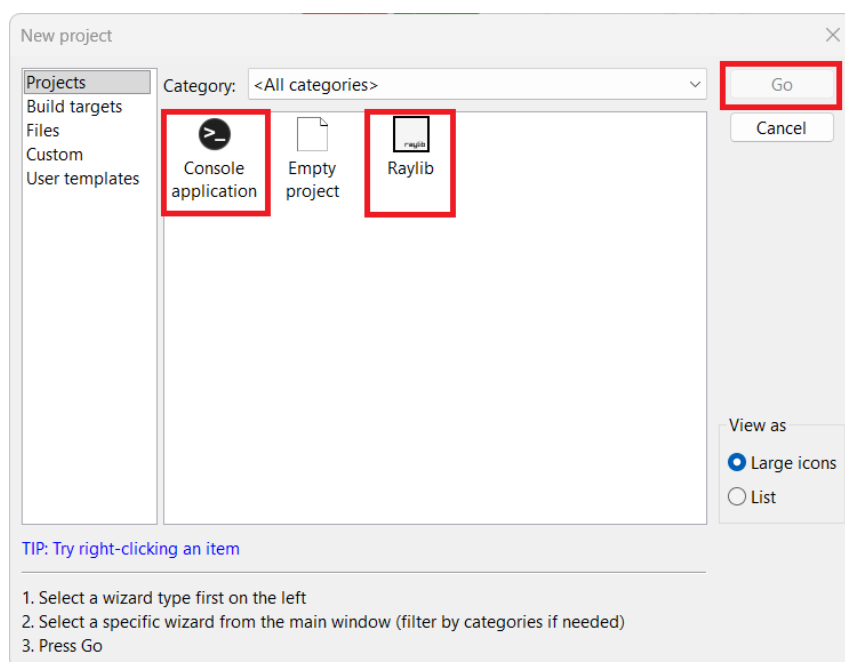 New project
Projects
Build targets
Files
Custom
User templates
Category: <All categories>
Go
Cancel
>_
Console
application
Empty
project
raylib
Raylib
View as
Large icons
List
TIP: Try right-clicking an item
1. Select a wizard type first on the left
2. Select a specific wizard from the main window (filter by categories if needed)
3. Press Go